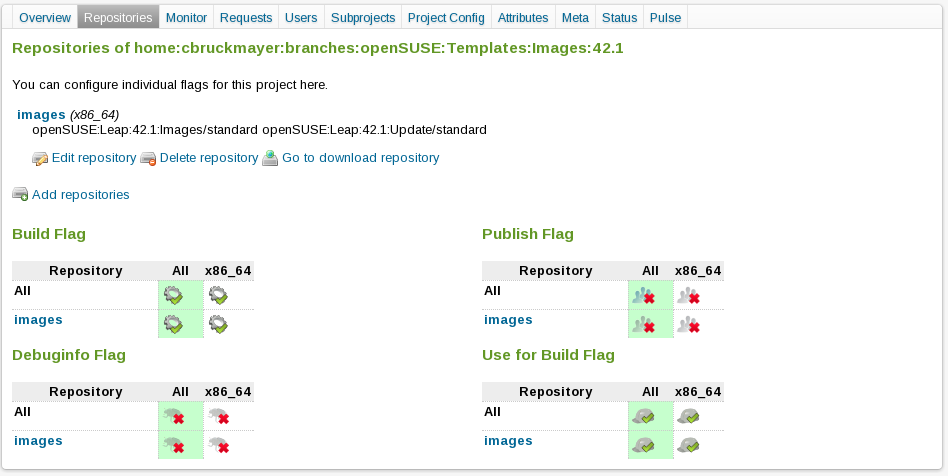 Overview Repositories Monitor Requests Users Subprojects Project Config Attributes Meta Status Pulse
Repositories of home:cbruckmayer:branches:openSUSE:Templates:Images:42.1
You can configure individual flags for this project here.
images (x86_64)
openSUSE:Leap:42.1:Images/standard openSUSE:Leap:42.1:Update/standard
Edit repository Delete repository Go to download repository
Add repositories
Build Flag
Repository All x86_64
All
images
Publish Flag
Repository All x86_64
All
images
Debuginfo Flag
Repository All x86_64
All
images
Use for Build Flag
Repository All x86_64
All
images